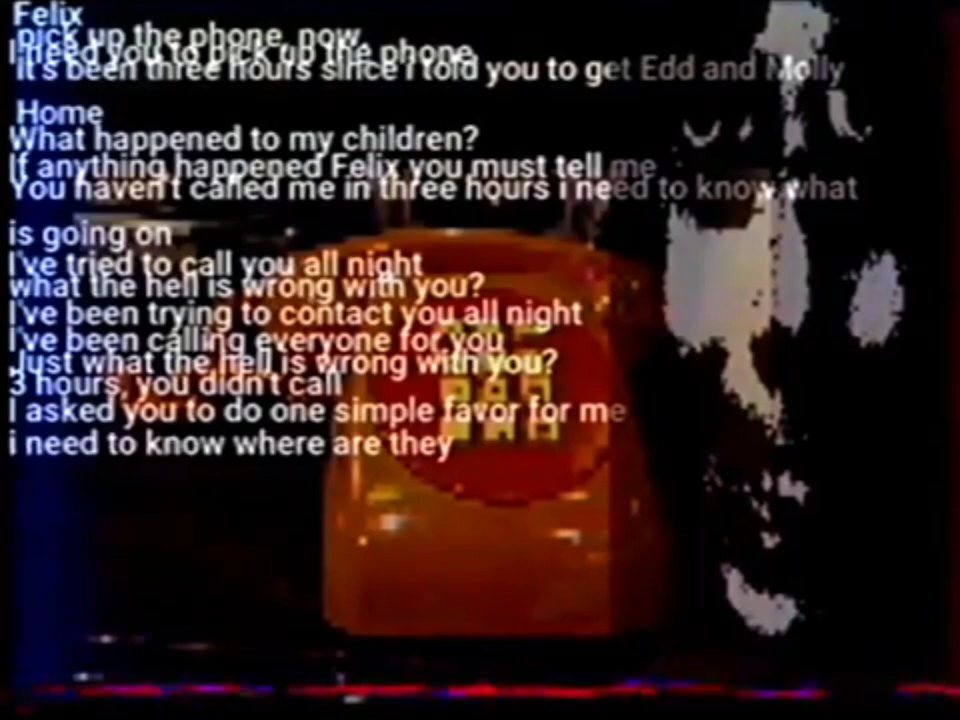 Felix
pick up the phone, now.
I need you to pick up the phone
it's been three hours since i told you to get Edd and Molly
Home
What happened to my children?
If anything happened Felix you must tell me
You haven't called me in three hours i need to know what
is going on
I've tried to call you all night
what the hell is wrong with you?
I've been trying to contact you all night
I've been calling everyone for you
Just what the hell is wrong with you?
3 hours, you didn't call
I asked you to do one simple favor for me
i need to know where are they